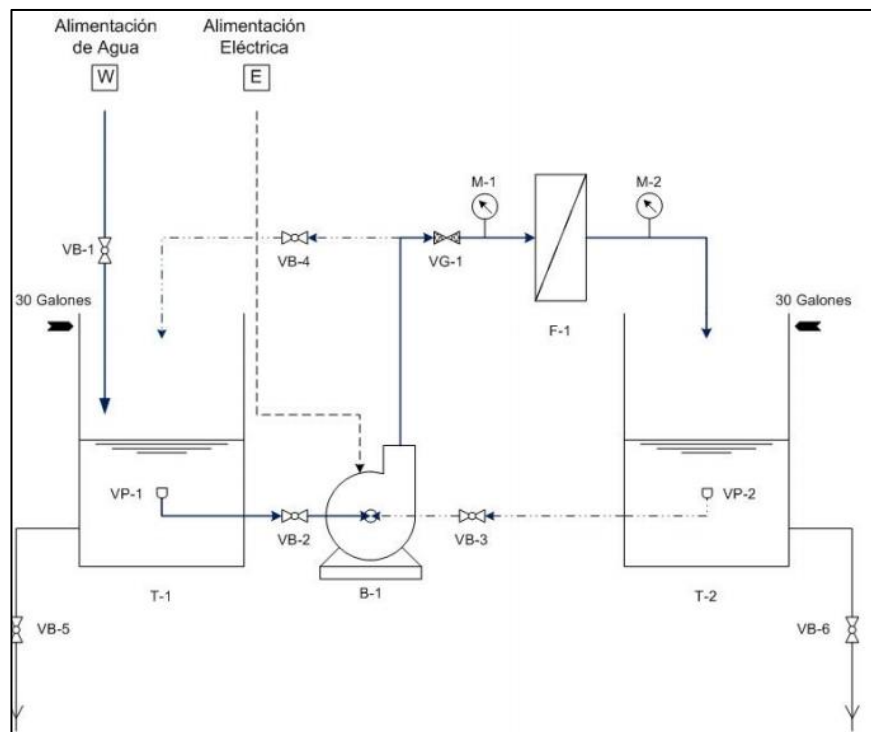 Alimentación
de Agua
W
Alimentación
Eléctrica
E
M-1
M-2
VB-1
VB-4
VG-1
30 Galones
F-1
30 Galones
VP-1
VP-2
VB-2
VB-3
T-1
B-1
T-2
VB-5
VB-6